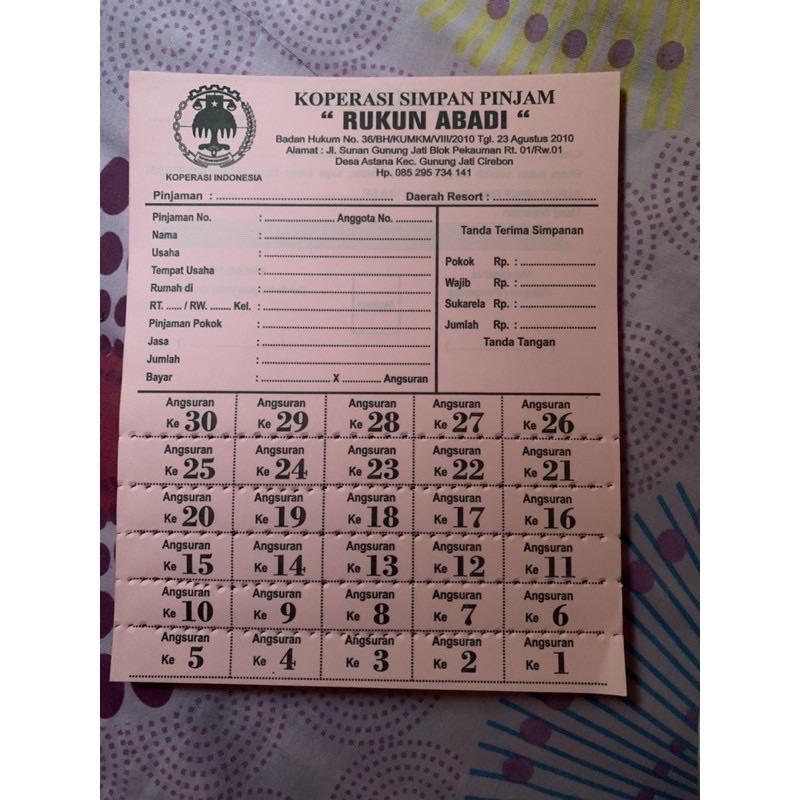 KOPERASI SIMPAN PINJAM
“ RUKUN ABADI “
Badan Hukum No. 36/BH/KUMKM/VIII/2010 Tgl. 23 Agustus 2010
Alamat : Jl. Sunan Gunung Jati Blok Pekauman Rt. 01/Rw.01
Desa Astana Kec. Gunung Jati Cirebon
Hp. 085 295 734 141
KOPERASI INDONESIA
Pinjaman : ........................ Daerah Resort : ........................
Pinjaman No. : ........................ Anggota No. ............
Nama : ........................
Usaha : ........................
Tempat Usaha : ........................
Rumah di : ........................
RT. ...... / RW. ........ Kel. : ........................
Pinjaman Pokok : ........................
Jasa : ........................
Jumlah : ........................
Bayar : ........................ X ............ Angsuran
Tanda Terima Simpanan
Pokok Rp. : ........................
Wajib Rp. : ........................
Sukarela Rp. : ........................
Jumlah Rp. : ........................
Tanda Tangan
Angsuran Angsuran Angsuran Angsuran Angsuran
Ke 30 Ke 29 Ke 28 Ke 27 Ke 26
Angsuran Angsuran Angsuran Angsuran Angsuran
Ke 25 Ke 24 Ke 23 Ke 22 Ke 21
Angsuran Angsuran Angsuran Angsuran Angsuran
Ke 20 Ke 19 Ke 18 Ke 17 Ke 16
Angsuran Angsuran Angsuran Angsuran Angsuran
Ke 15 Ke 14 Ke 13 Ke 12 Ke 11
Angsuran Angsuran Angsuran Angsuran Angsuran
Ke 10 Ke 9 Ke 8 Ke 7 Ke 6
Angsuran Angsuran Angsuran Angsuran Angsuran
Ke 5 Ke 4 Ke 3 Ke 2 Ke 1